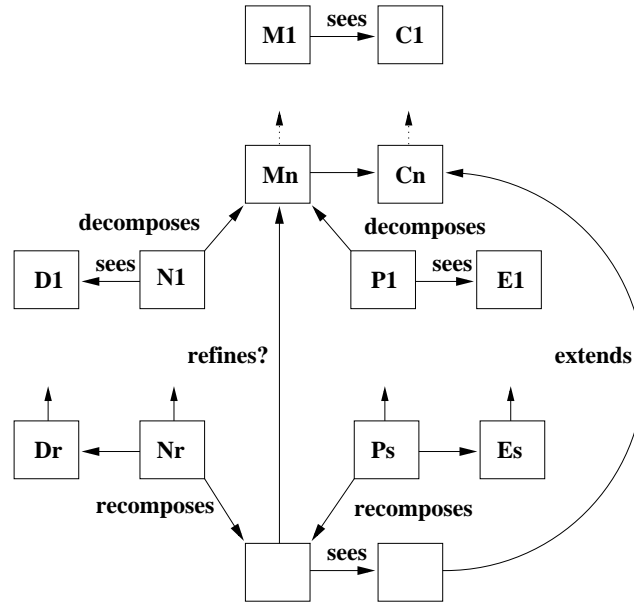 M1 sees C1
Mn Cn
decomposes decomposes
D1 sees N1 P1 sees E1
refines? extends
Dr Nr Ps Es
recomposes recomposes
sees